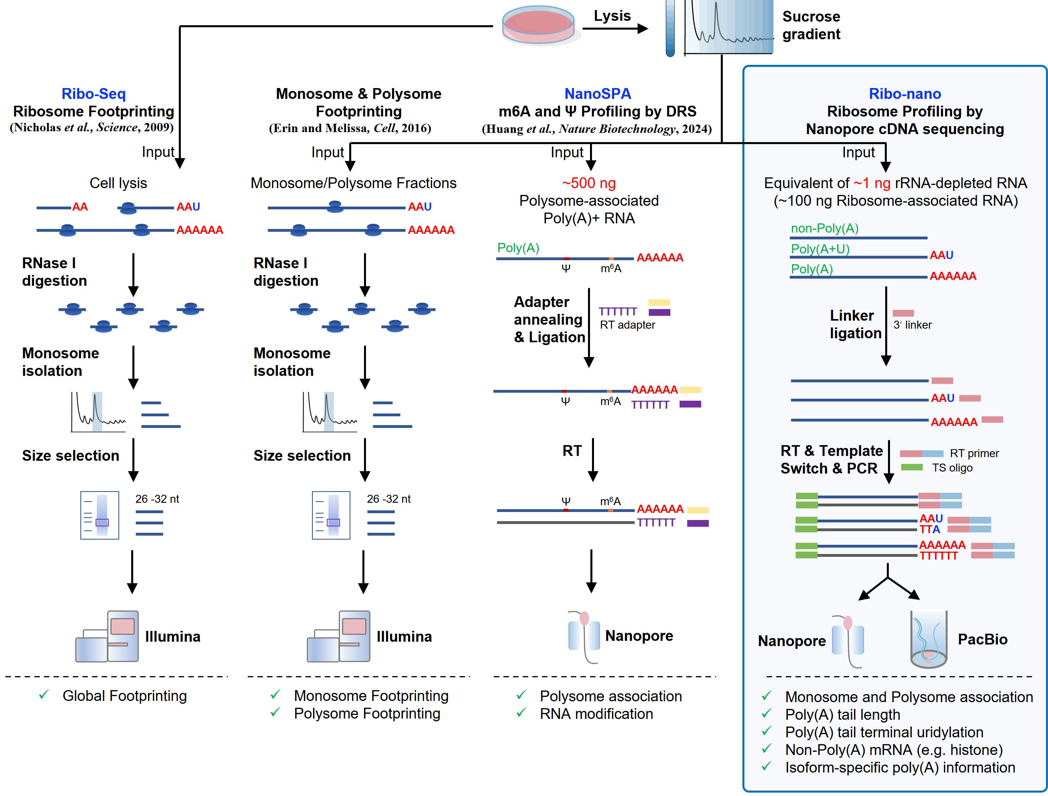 Lysis
Sucrose
gradient
Ribo-Seq
Ribosome Footprinting
(Nicholas et al., Science, 2009)
Input
Cell lysis
AA
AAU
AAAAAA
RNase I
digestion
Monosome
isolation
Size selection
26 -32 nt
Illumina
✓ Global Footprinting
Monosome & Polysome
Footprinting
(Erin and Melissa, Cell, 2016)
Input
Monosome/Polysome Fractions
AAU
AAAAAA
RNase I
digestion
Monosome
isolation
Size selection
26 -32 nt
Illumina
✓ Monosome Footprinting
✓ Polysome Footprinting
NanoSPA
m6A and Ψ Profiling by DRS
(Huang et al., Nature Biotechnology, 2024)
Input
~500 ng
Polysome-associated
Poly(A)+ RNA
Poly(A)
AAAAAA
Ψ m⁶A
Adapter
annealing
& Ligation
TTTTTT
RT adapter
AAAAAA
Ψ m⁶A TTTTTT
RT
Ψ m⁶A AAAAAA
TTTTTT
Nanopore
✓ Polysome association
✓ RNA modification
Ribo-nano
Ribosome Profiling by
Nanopore cDNA sequencing
Input
Equivalent of ~1 ng rRNA-depleted RNA
(~100 ng Ribosome-associated RNA)
non-Poly(A)
Poly(A+U)
AAU
Poly(A)
AAAAAA
Linker
ligation
3' linker
AAU
AAAAAA
RT & Template
Switch & PCR
RT primer
TS oligo
AAU
TTA
AAAAAA
TTTTTT
Nanopore
PacBio
✓ Monosome and Polysome association
✓ Poly(A) tail length
✓ Poly(A) tail terminal uridylation
✓ Non-Poly(A) mRNA (e.g. histone)
✓ Isoform-specific poly(A) information